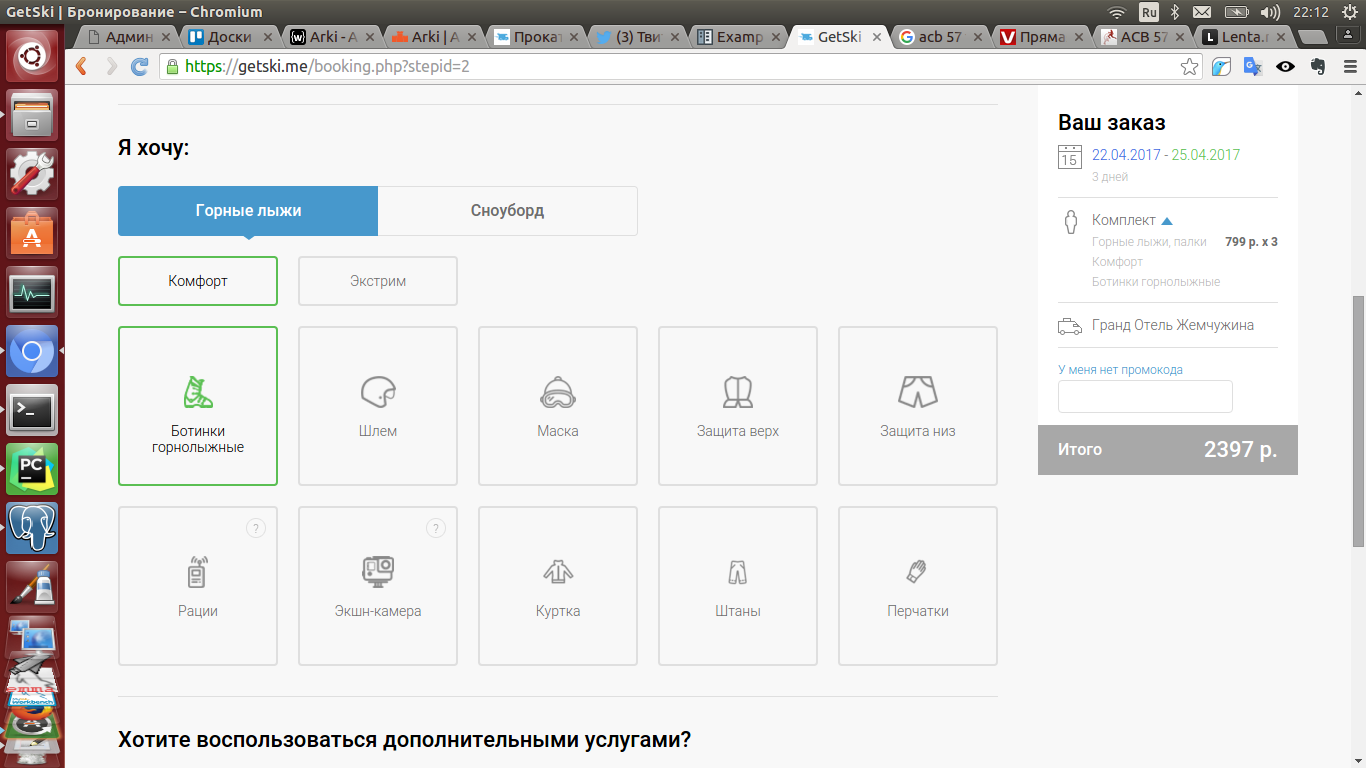 GetSki | Бронирование – Chromium
Ru
22:12
Админ
Доски
Arki - A
Arki | A
Прокат
(3) Тви
Examp
GetSki
acb 57
Пряма
ACB 57
Lenta.
https://getski.me/booking.php?stepid=2
Я хочу:
Горные лыжи
Сноуборд
Комфорт
Экстрим
Ботинки
горнолыжные
Шлем
Маска
Защита верх
Защита низ
?
?
Рации
Экшн-камера
Куртка
Штаны
Перчатки
Хотите воспользоваться дополнительными услугами?
Ваш заказ
15
22.04.2017 - 25.04.2017
3 дней
Комплект
Горные лыжи, палки 799 р. x 3
Комфорт
Ботинки горнолыжные
Гранд Отель Жемчужина
У меня нет промокода
Итого 2397 р.